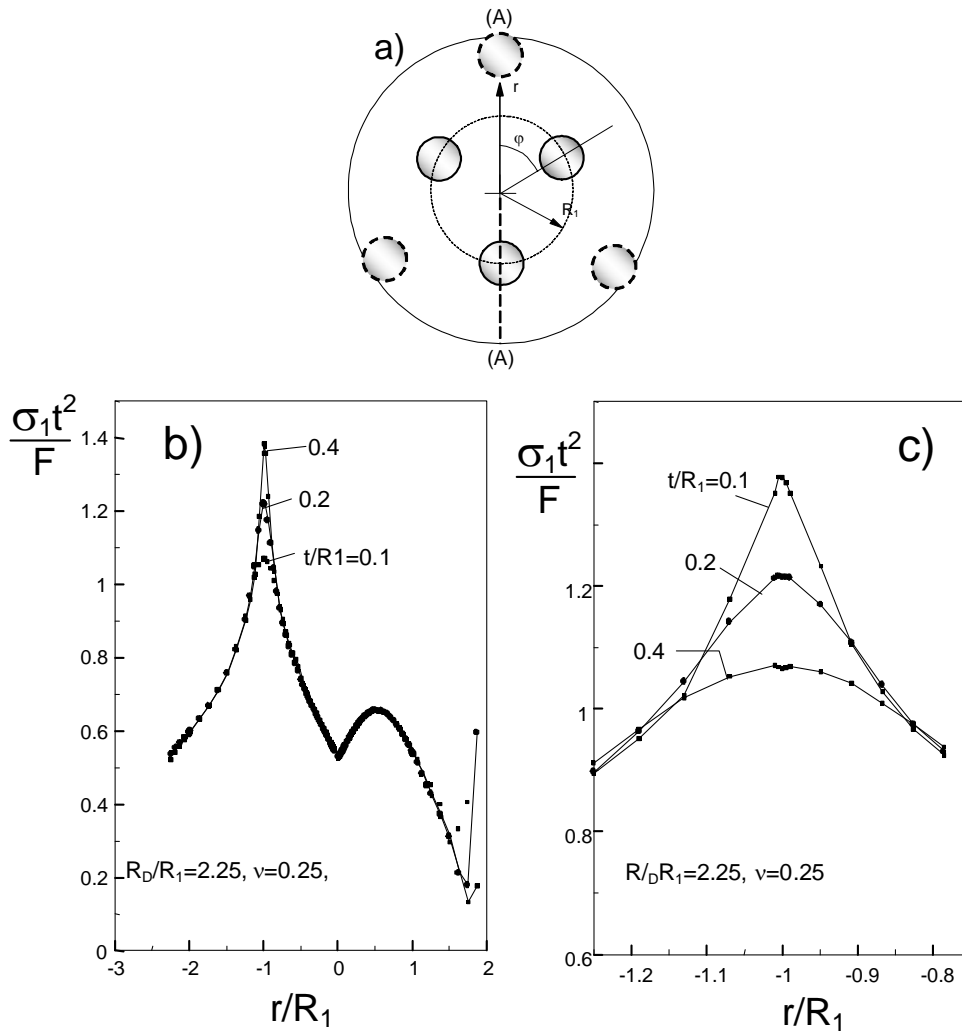 a)
(A)
r
φ
R₁
(A)
σ₁t²
F
b)
1.4
1.2
1.0
0.8
0.6
0.4
0.2
0
0.4
0.2
t/R1=0.1
R_D/R₁=2.25, ν=0.25,
-3 -2 -1 0 1 2
r/R₁
σ₁t²
F
c)
1.4
1.2
1
0.8
0.6
t/R₁=0.1
0.2
0.4
R/_DR₁=2.25, ν=0.25
-1.2 -1.1 -1 -0.9 -0.8
r/R₁